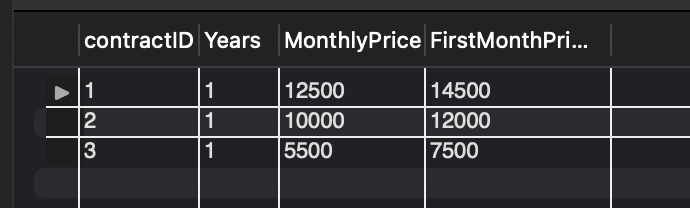 contractID Years MonthlyPrice FirstMonthPri...
1 1 12500 14500
2 1 10000 12000
3 1 5500 7500